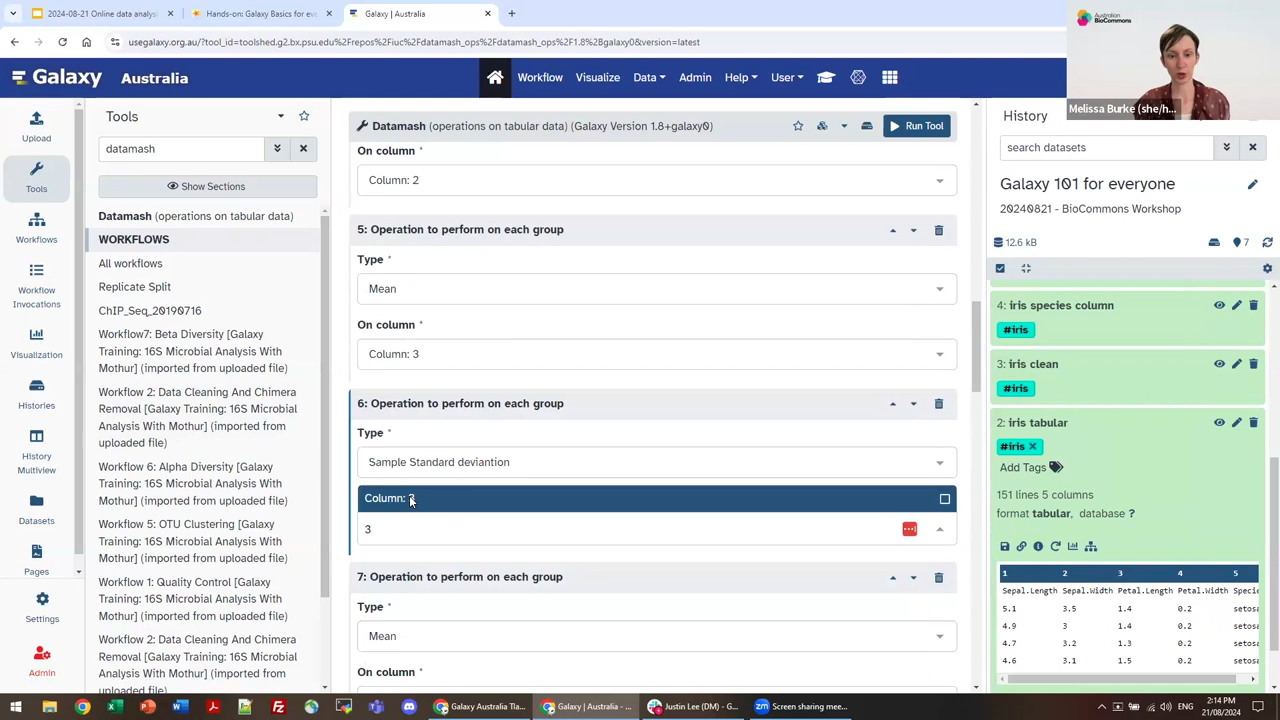 2024-08-21 Online data analysi
Hands-on: Galaxy Basics for ev
Galaxy | Australia
usegalaxy.org.au/?tool_id=toolshed.g2.bx.psu.edu%2Frepos%2Fiuc%2Fdatamash_ops%2Fdatamash_ops%2F1.8%2Bgalaxy0&version=latest
Australian
BioCommons
Melissa Burke (she/h...
Galaxy Australia
Workflow Visualize Data Admin Help User
Upload
Tools
Workflows
Workflow
Invocations
Visualization
Histories
History
Multiview
Datasets
Pages
Settings
Admin
Tools
datamash
Show Sections
Datamash (operations on tabular data)
WORKFLOWS
All workflows
Replicate Split
ChIP_Seq_20190716
Workflow7: Beta Diversity [Galaxy
Training: 16S Microbial Analysis With
Mothur] (imported from uploaded file)
Workflow 2: Data Cleaning And Chimera
Removal [Galaxy Training: 16S Microbial
Analysis With Mothur] (imported from
uploaded file)
Workflow 6: Alpha Diversity [Galaxy
Training: 16S Microbial Analysis With
Mothur] (imported from uploaded file)
Workflow 5: OTU Clustering [Galaxy
Training: 16S Microbial Analysis With
Mothur] (imported from uploaded file)
Workflow 1: Quality Control [Galaxy
Training: 16S Microbial Analysis With
Mothur] (imported from uploaded file)
Workflow 2: Data Cleaning And Chimera
Removal [Galaxy Training: 16S Microbial
Analysis With Mothur] (imported from
uploaded file)
Datamash (operations on tabular data) (Galaxy Version 1.8+galaxy0)
Run Tool
On column *
Column: 2
5: Operation to perform on each group
Type *
Mean
On column *
Column: 3
6: Operation to perform on each group
Type *
Sample Standard deviantion
Column: 3
3
7: Operation to perform on each group
Type *
Mean
On column *
History
search datasets
Galaxy 101 for everyone
20240821 - BioCommons Workshop
12.6 kB
7
4: iris species column
#iris
3: iris clean
#iris
2: iris tabular
#iris
Add Tags
151 lines 5 columns
format tabular, database ?
1 2 3 4 5
Sepal.Length Sepal.Width Petal.Length Petal.Width Specie
5.1 3.5 1.4 0.2 setosa
4.9 3 1.4 0.2 setosa
4.7 3.2 1.3 0.2 setosa
4.6 3.1 1.5 0.2 setosa
Galaxy Australia Tla...
Galaxy | Australia - ...
Justin Lee (DM) - G...
Screen sharing mee...
ENG
2:14 PM
21/08/2024